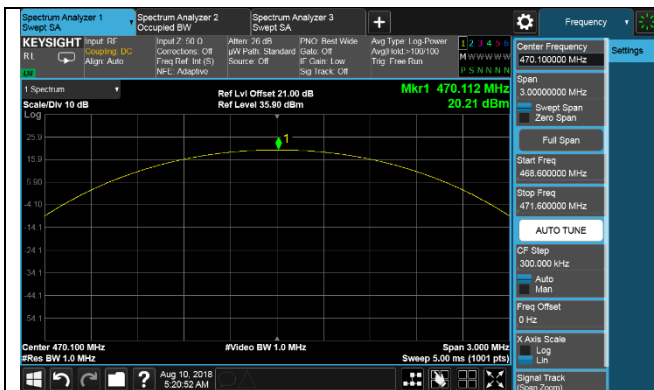 Spectrum Analyzer 1
Swept SA
Spectrum Analyzer 2
Occupied BW
Spectrum Analyzer 3
Swept SA
+
Frequency
KEYSIGHT
RL
LW
Input: RF
Coupling: DC
Align: Auto
Input Z: 50 Ω
Corrections: Off
Freq Ref: Int (S)
NFE: Adaptive
Atten: 26 dB
µW Path: Standard
Source: Off
PNO: Best Wide
Gate: Off
IF Gain: Low
Sig Track: Off
Avg Type: Log-Power
Avg|Hold:>100/100
Trig: Free Run
1 2 3 4 5 6
M W W W W W
P S N N N N
1 Spectrum
Scale/Div 10 dB
Log
Ref Lvl Offset 21.00 dB
Ref Level 35.90 dBm
Mkr1 470.112 MHz
20.21 dBm
1
25.9
15.9
5.90
-4.10
-14.1
-24.1
-34.1
-44.1
-54.1
Center 470.100 MHz
#Res BW 1.0 MHz
#Video BW 1.0 MHz
Span 3.000 MHz
Sweep 5.00 ms (1001 pts)
Aug 10, 2018
5:20:52 AM
Center Frequency
470.100000 MHz
Settings
Span
3.00000000 MHz
Swept Span
Zero Span
Full Span
Start Freq
468.600000 MHz
Stop Freq
471.600000 MHz
AUTO TUNE
CF Step
300.000 kHz
Auto
Man
Freq Offset
0 Hz
X Axis Scale
Log
Lin
Signal Track
(Span Zoom)